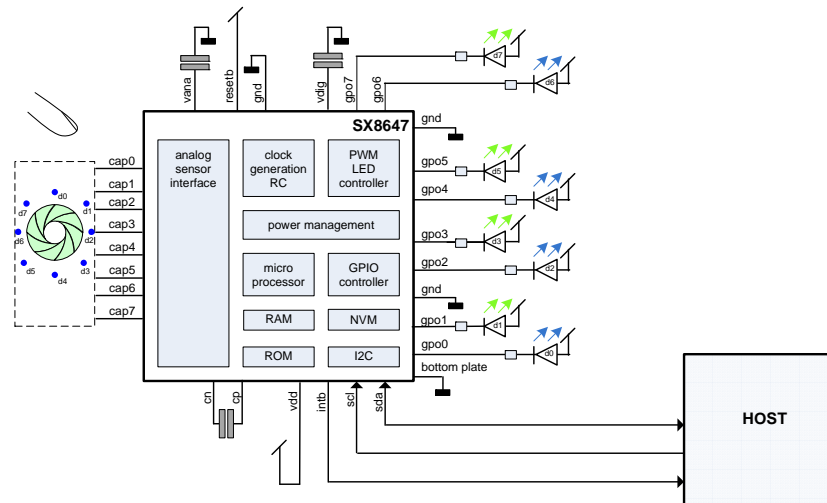 vana
resetb
gnd
vdig
gpo7
gpo6
d7
d6
SX8647
gnd
analog
sensor
interface
clock
generation
RC
PWM
LED
controller
cap0
cap1
cap2
cap3
cap4
cap5
cap6
cap7
d0
d1
d2
d3
d4
d5
d6
d7
power management
micro
processor
GPIO
controller
RAM
NVM
ROM
I2C
gpo5
d5
gpo4
d4
gpo3
d3
gpo2
d2
gnd
gpo1
d1
gpo0
d0
bottom plate
cn
cp
vdd
intb
scl
sda
HOST